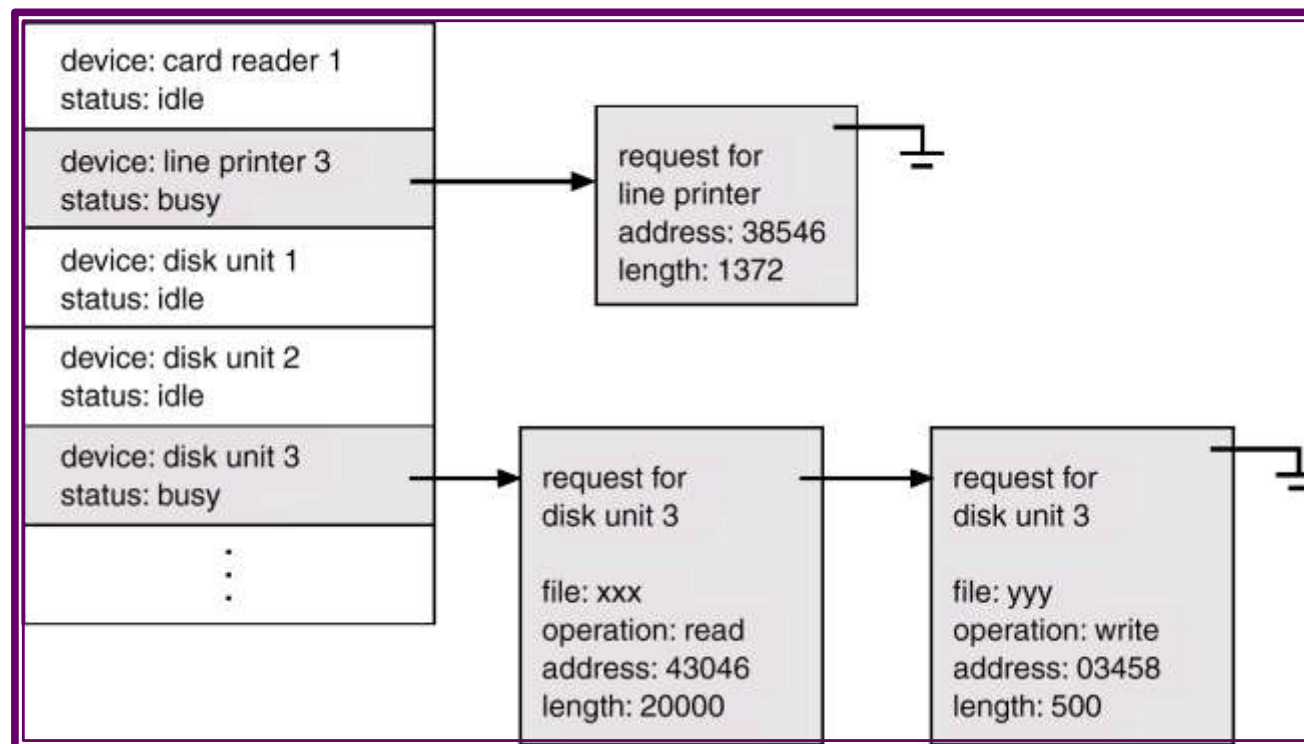 device: card reader 1
status: idle
device: line printer 3
status: busy
device: disk unit 1
status: idle
device: disk unit 2
status: idle
device: disk unit 3
status: busy
request for
line printer
address: 38546
length: 1372
request for
disk unit 3
file: xxx
operation: read
address: 43046
length: 20000
request for
disk unit 3
file: yyy
operation: write
address: 03458
length: 500